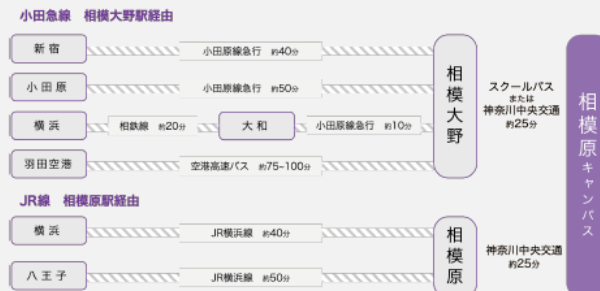 小田急線　相模大野駅経由
新宿
小田原線急行　約40分
小田原
小田原線急行　約50分
横浜
相鉄線　約20分
大和
小田原線急行　約10分
羽田空港
空港高速バス　約75~100分
相模大野
スクールバス
または
神奈川中央交通
約25分
JR線　相模原駅経由
横浜
JR横浜線　約40分
八王子
JR横浜線　約50分
相模原
神奈川中央交通
約25分
相模原キャンパス